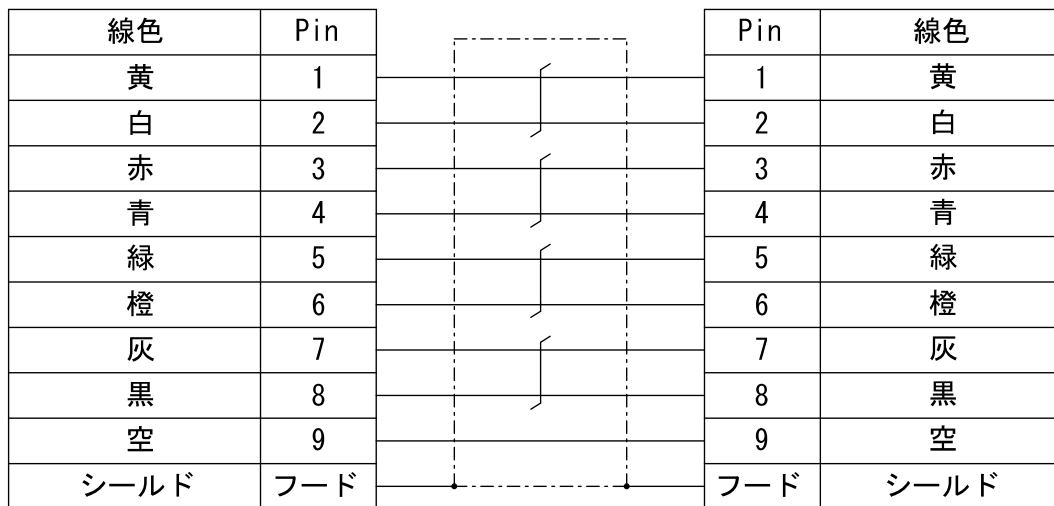 線色 Pin Pin 線色
黄 1 1 黄
白 2 2 白
赤 3 3 赤
青 4 4 青
緑 5 5 緑
橙 6 6 橙
灰 7 7 灰
黒 8 8 黒
空 9 9 空
シールド フード フード シールド